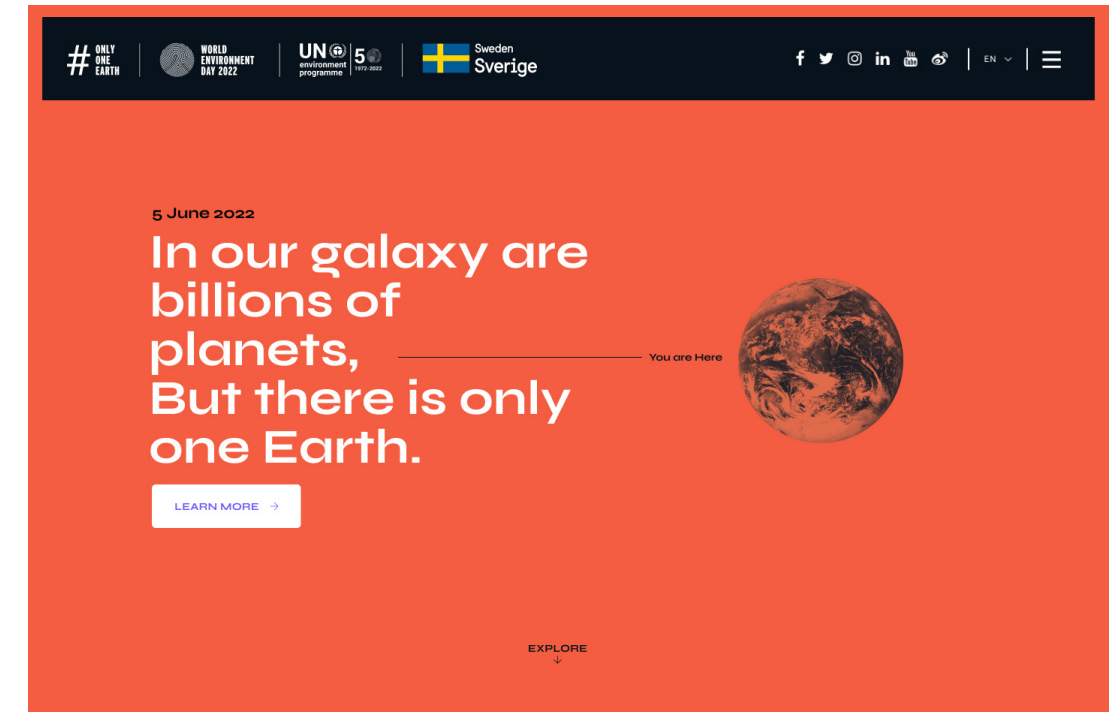 # ONLY
ONE
EARTH
WORLD
ENVIRONMENT
DAY 2022
UN
environment
programme
50
1972-2022
Sweden
Sverige
You
Tube
EN
5 June 2022
In our galaxy are
billions of
planets,
But there is only
one Earth.
You are Here
LEARN MORE →
EXPLORE
↓